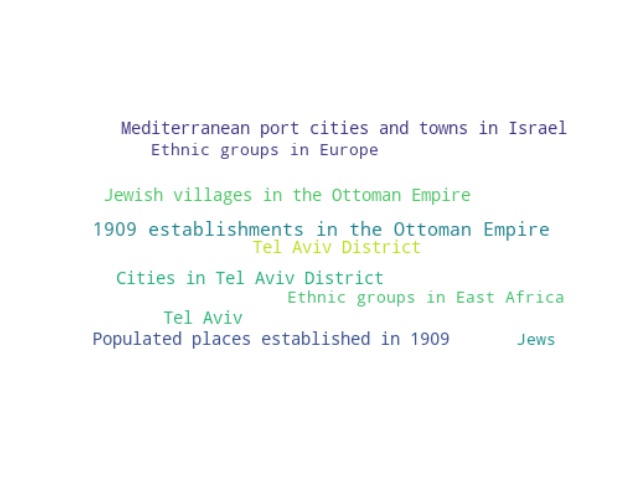 Mediterranean port cities and towns in Israel
Ethnic groups in Europe
Jewish villages in the Ottoman Empire
1909 establishments in the Ottoman Empire
Tel Aviv District
Cities in Tel Aviv District
Ethnic groups in East Africa
Tel Aviv
Populated places established in 1909
Jews